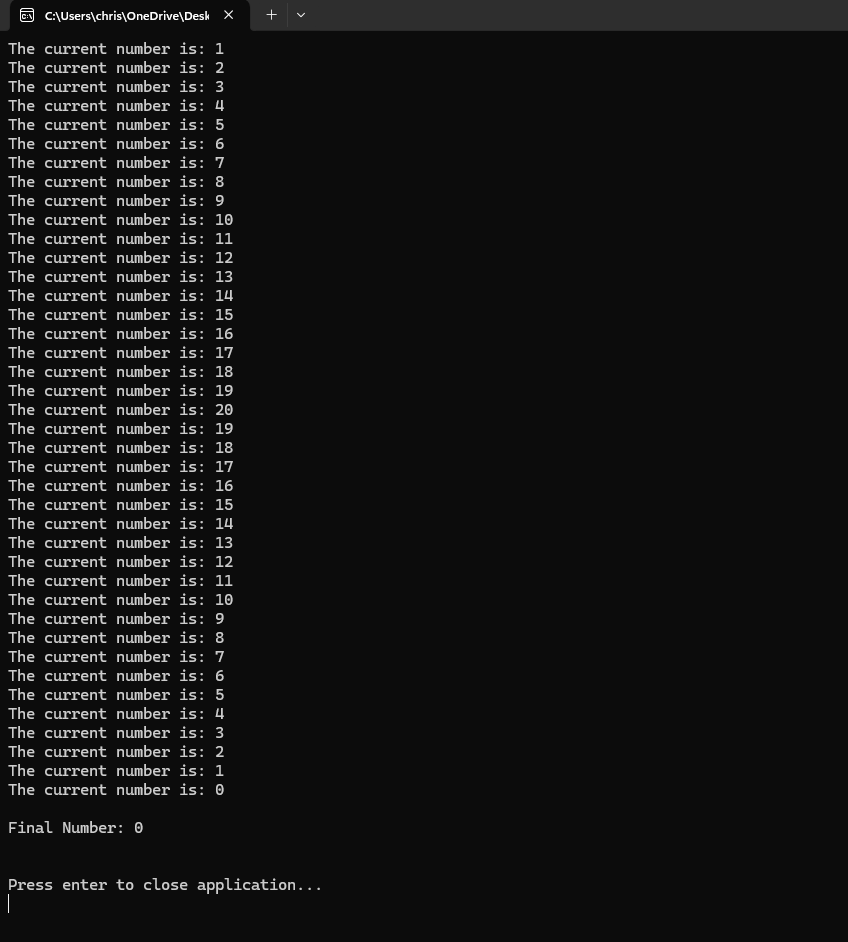 C:\Users\chris\OneDrive\Desk
The current number is: 1
The current number is: 2
The current number is: 3
The current number is: 4
The current number is: 5
The current number is: 6
The current number is: 7
The current number is: 8
The current number is: 9
The current number is: 10
The current number is: 11
The current number is: 12
The current number is: 13
The current number is: 14
The current number is: 15
The current number is: 16
The current number is: 17
The current number is: 18
The current number is: 19
The current number is: 20
The current number is: 19
The current number is: 18
The current number is: 17
The current number is: 16
The current number is: 15
The current number is: 14
The current number is: 13
The current number is: 12
The current number is: 11
The current number is: 10
The current number is: 9
The current number is: 8
The current number is: 7
The current number is: 6
The current number is: 5
The current number is: 4
The current number is: 3
The current number is: 2
The current number is: 1
The current number is: 0
Final Number: 0
Press enter to close application...